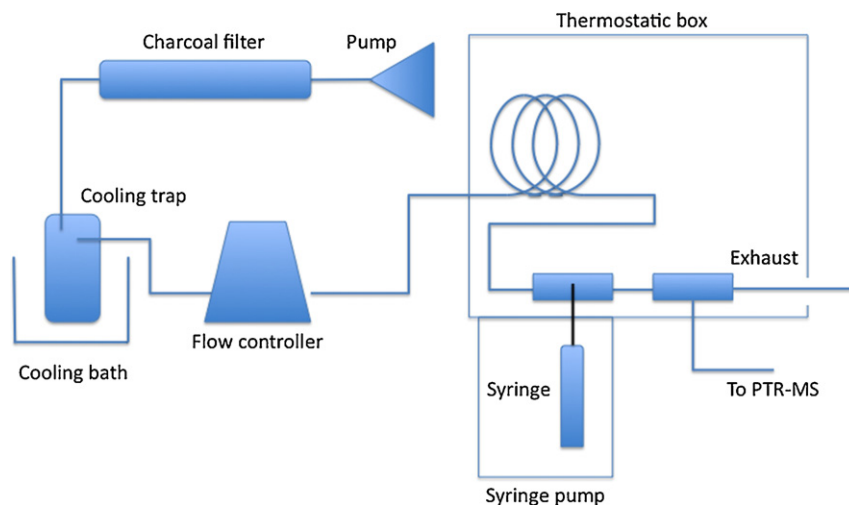 Thermostatic box
Charcoal filter
Pump
Cooling trap
Exhaust
Flow controller
Cooling bath
Syringe
To PTR-MS
Syringe pump